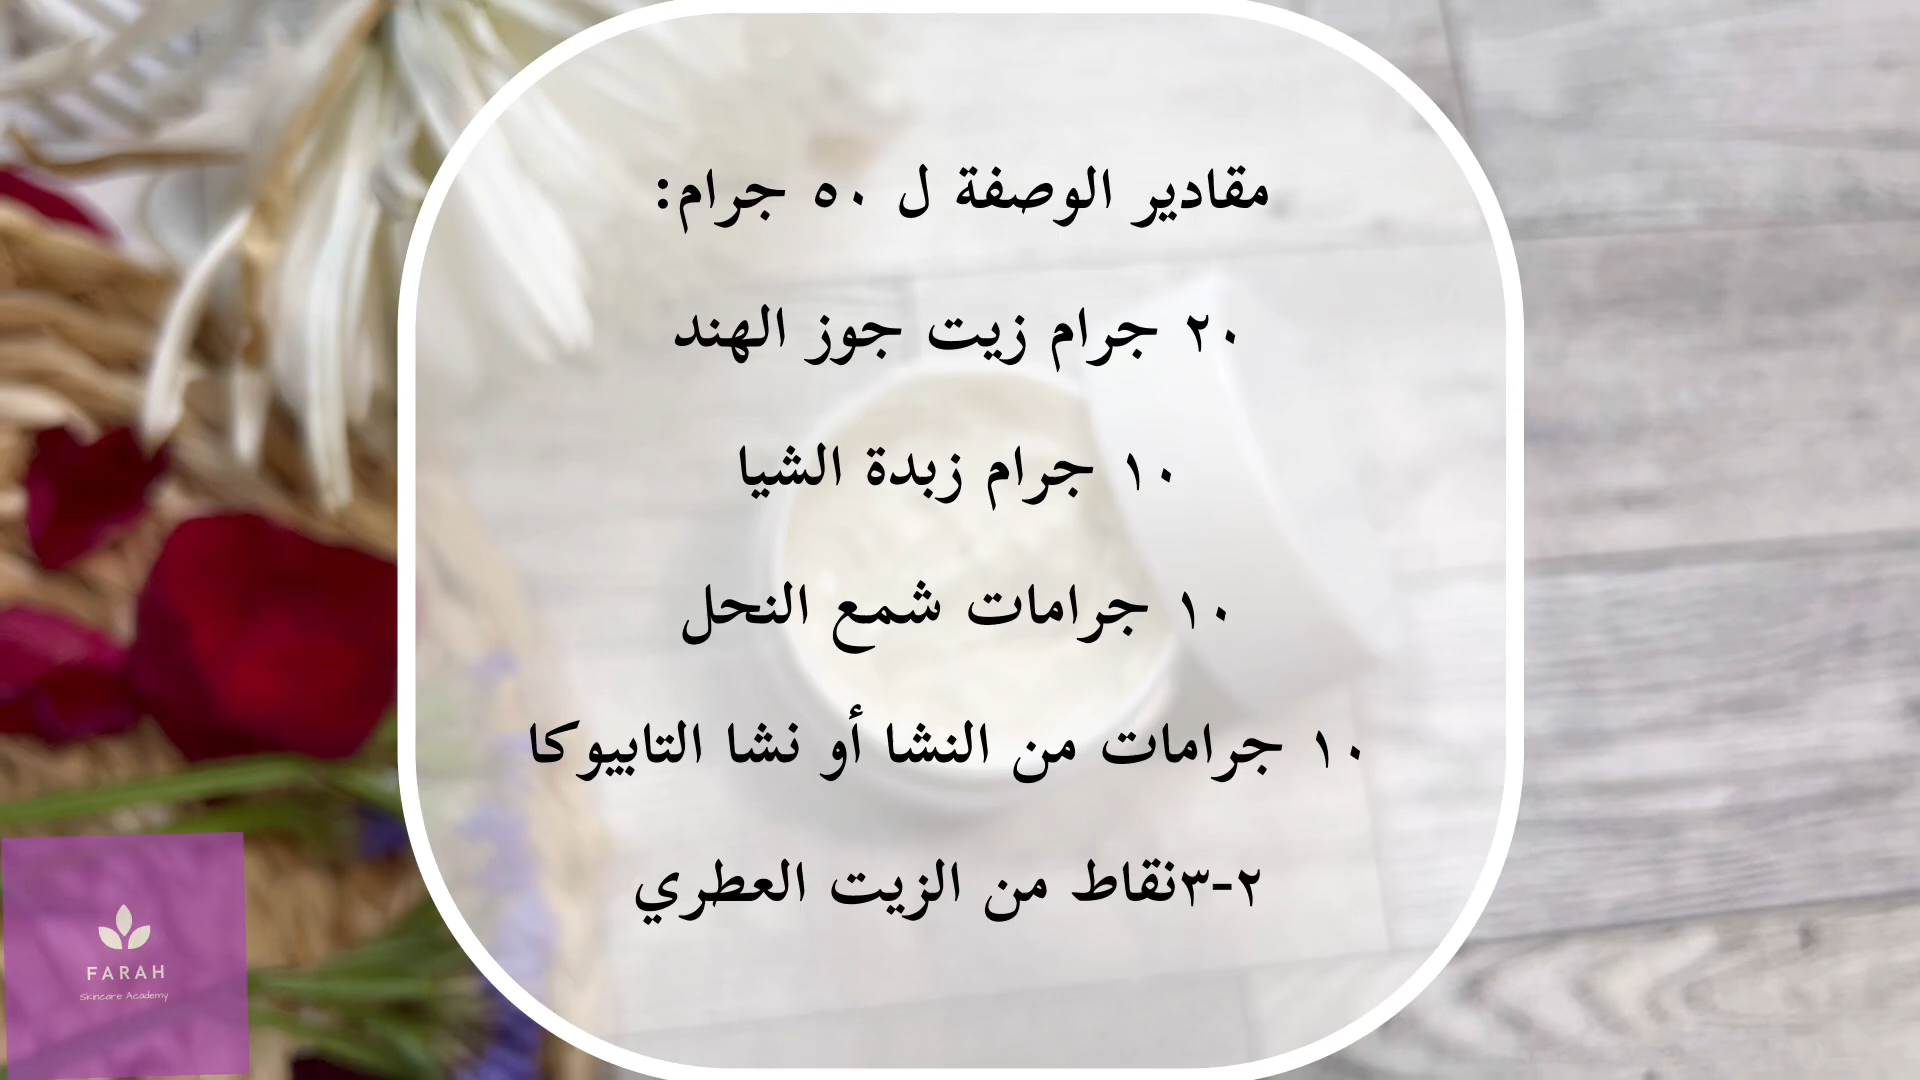 مقادير الوصفة ل ٥٠ جرام:
٢٠ جرام زيت جوز الهند
١٠ جرام زبدة الشيا
١٠ جرامات شمع النحل
١٠ جرامات من النشا أو نشا التابيوكا
٢-٣نقاط من الزيت العطري
FARAH
Skincare Academy